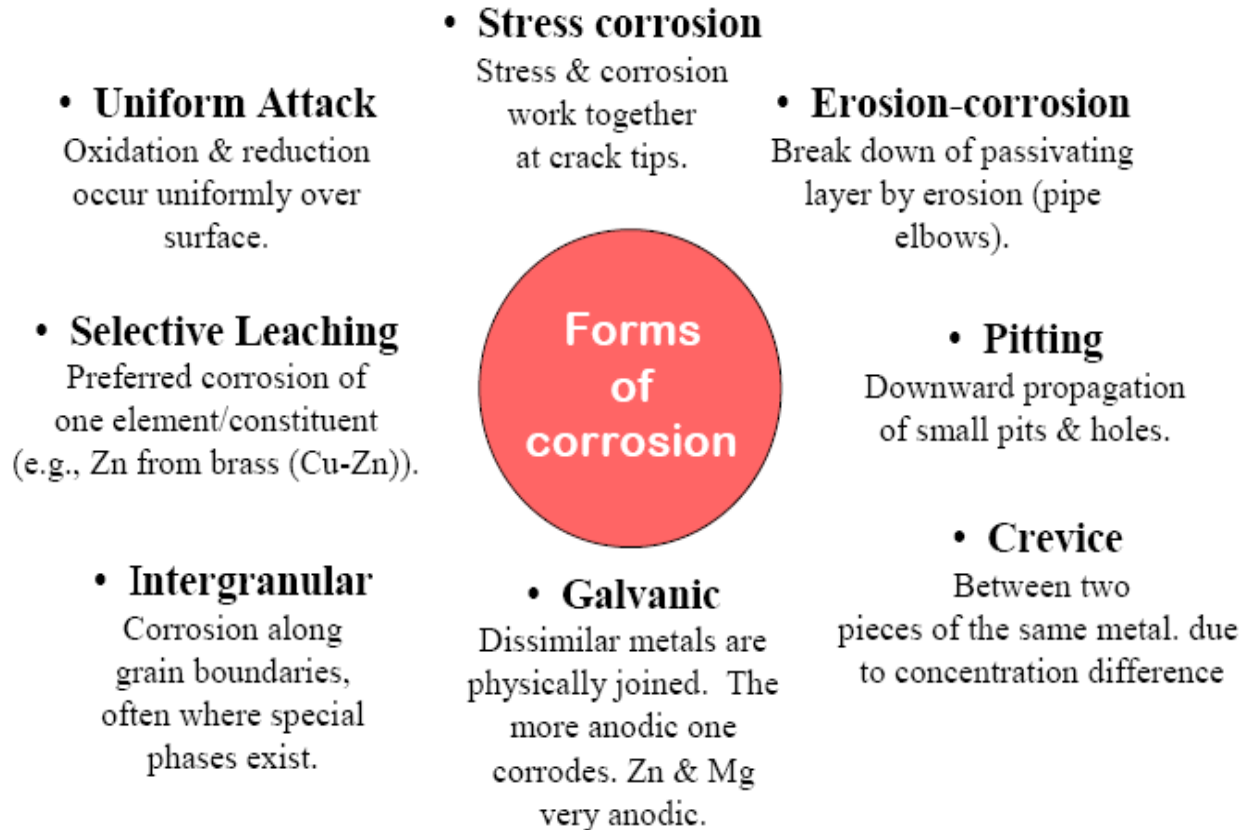 • Stress corrosion
Stress & corrosion
work together
at crack tips.
• Uniform Attack
Oxidation & reduction
occur uniformly over
surface.
• Erosion-corrosion
Break down of passivating
layer by erosion (pipe
elbows).
• Selective Leaching
Preferred corrosion of
one element/constituent
(e.g., Zn from brass (Cu-Zn)).
Forms
of
corrosion
• Pitting
Downward propagation
of small pits & holes.
• Intergranular
Corrosion along
grain boundaries,
often where special
phases exist.
• Galvanic
Dissimilar metals are
physically joined. The
more anodic one
corrodes. Zn & Mg
very anodic.
• Crevice
Between two
pieces of the same metal. due
to concentration difference